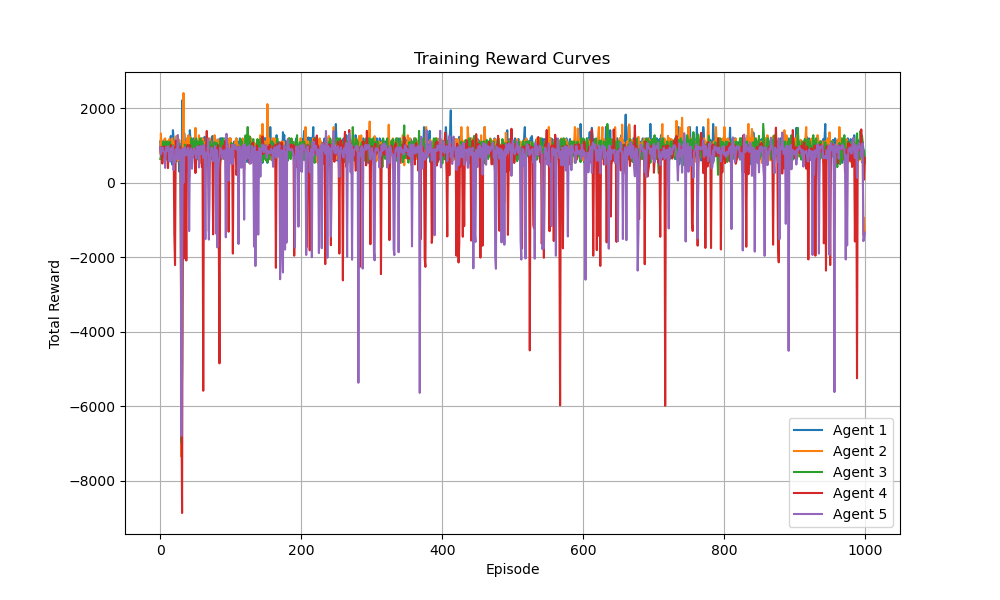 Training Reward Curves
Total Reward
2000
0
−2000
−4000
−6000
−8000
0
200
400
600
800
1000
Episode
Agent 1
Agent 2
Agent 3
Agent 4
Agent 5